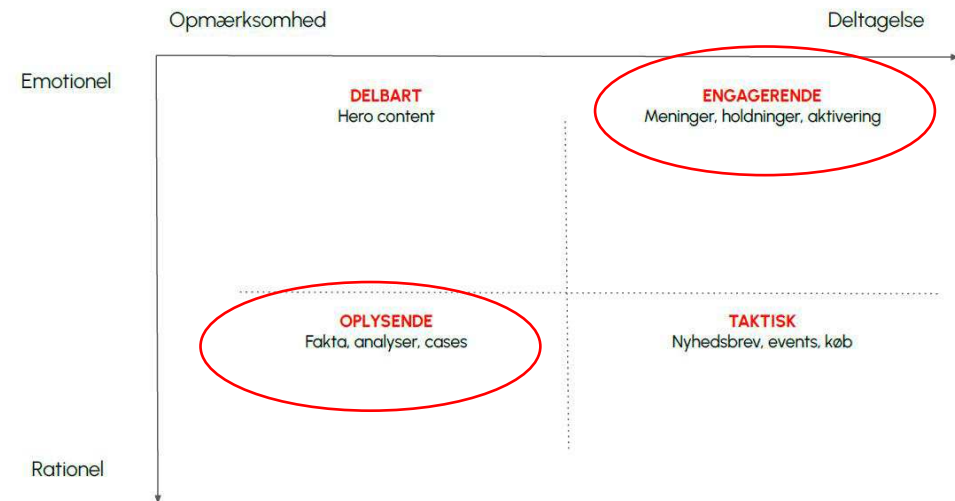 Opmærksomhed
Deltagelse
Emotionel
DELBART
Hero content
ENGAGERENDE
Meninger, holdninger, aktivering
OPLYSENDE
Fakta, analyser, cases
TAKTISK
Nyhedsbrev, events, køb
Rationel